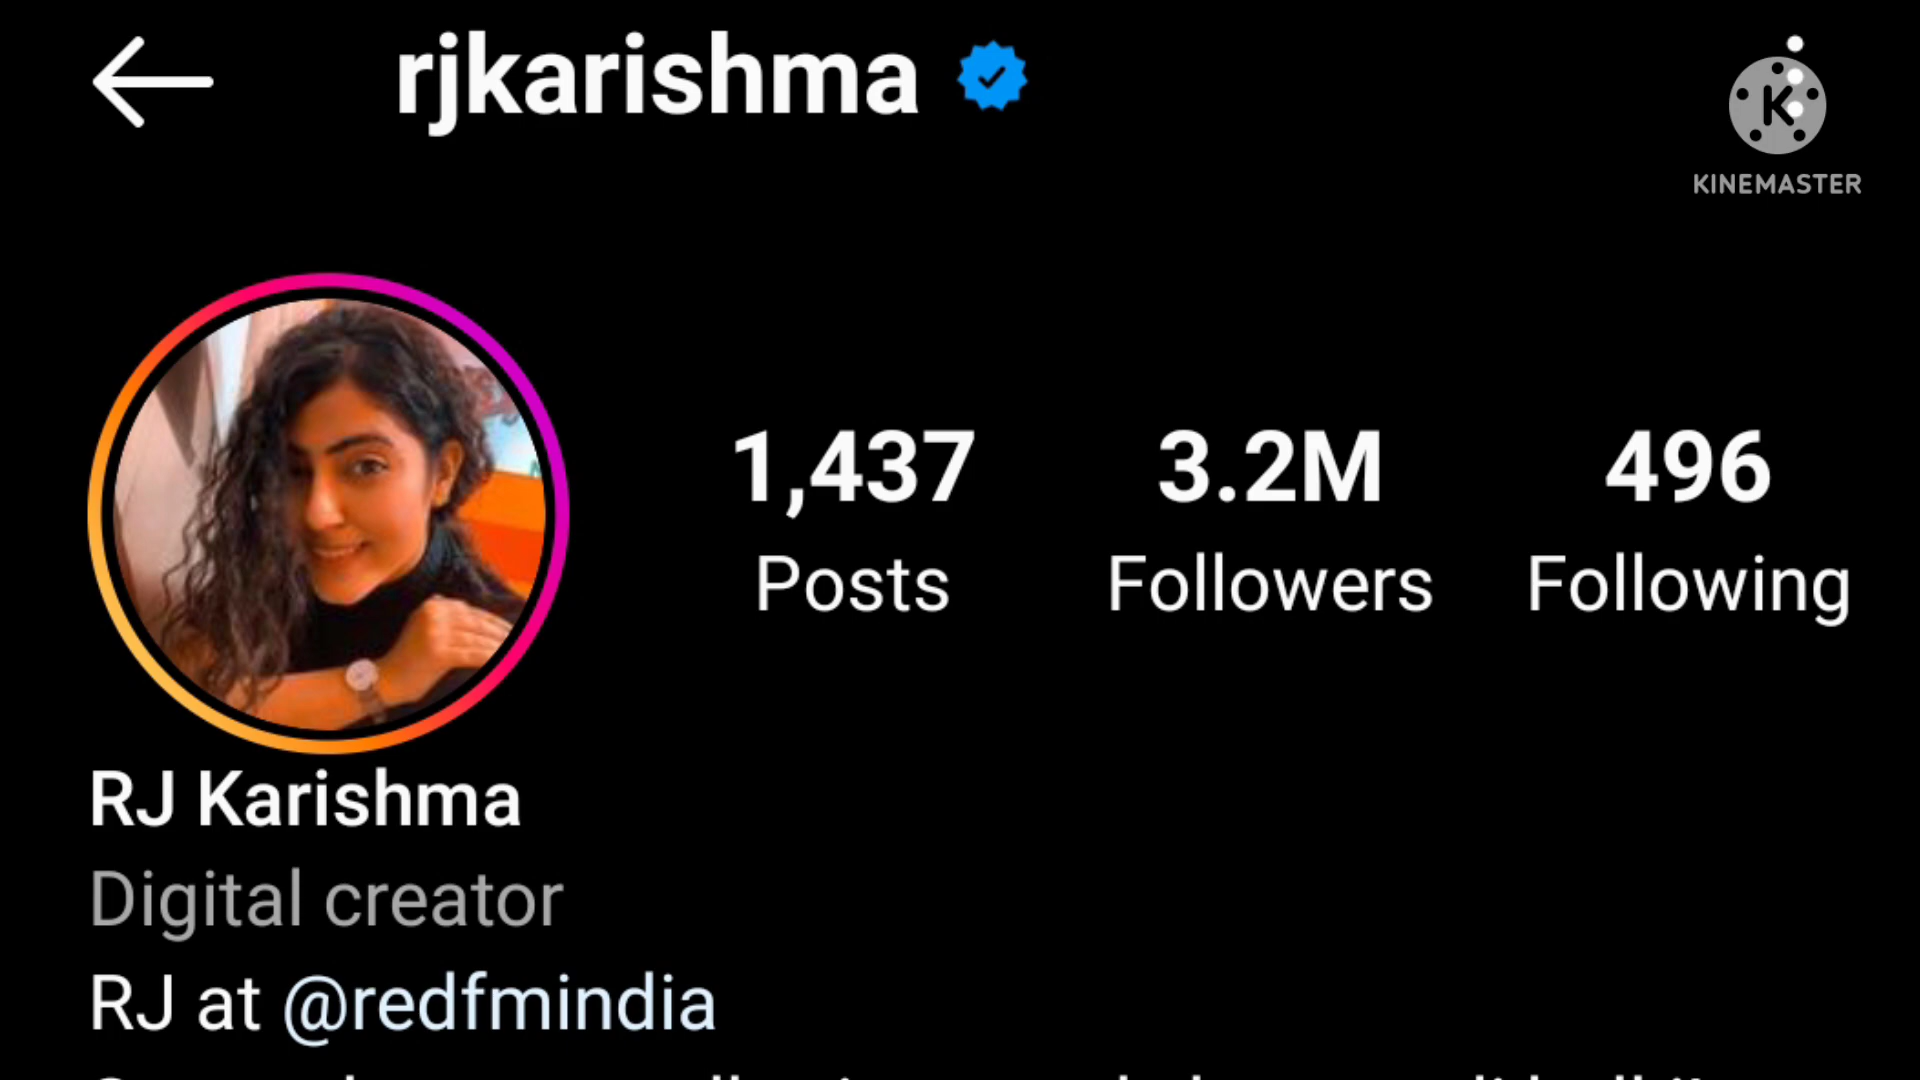 rjkarishma
K
KINEMASTER
1,437 3.2M 496
Posts Followers Following
RJ Karishma
Digital creator
RJ at @redfmindia